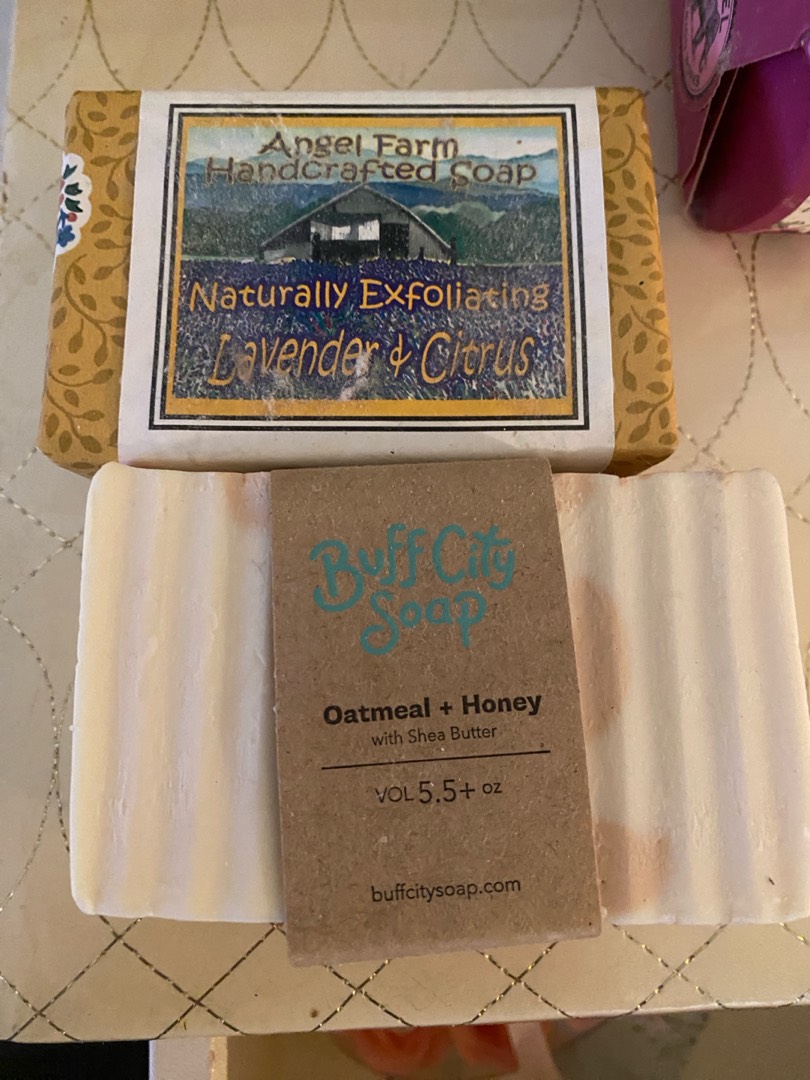 EL
Angel Farm
Handcrafted Soap
Naturally Exfoliating
Lavender & Citrus
Buff City
Soap
Oatmeal + Honey
with Shea Butter
VOL 5.5+ oz
buffcitysoap.com